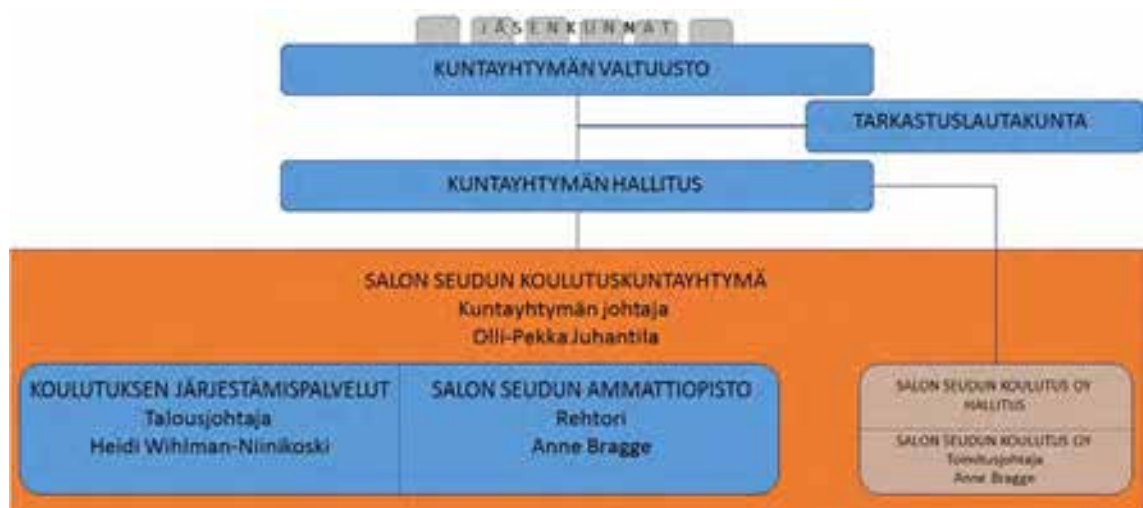 JÄSENKUNNAT
KUNTAYHTYMÄN VALTUUSTO
TARKASTUSLAUTAKUNTA
KUNTAYHTYMÄN HALLITUS
SALON SEUDUN KOULUTUSKUNTAYHTYMÄ
Kuntayhtymän johtaja
Olli-Pekka Juhantila
KOULUTUKSEN JÄRJESTÄMISPALVELUT
Talousjohtaja
Heidi Wihlman-Niinikoski
SALON SEUDUN AMMATTIOPISTO
Rehtori
Anne Bragge
SALON SEUDUN KOULUTUS OY
HALLITUS
SALON SEUDUN KOULUTUS OY
Toimitusjohtaja
Anne Bragge